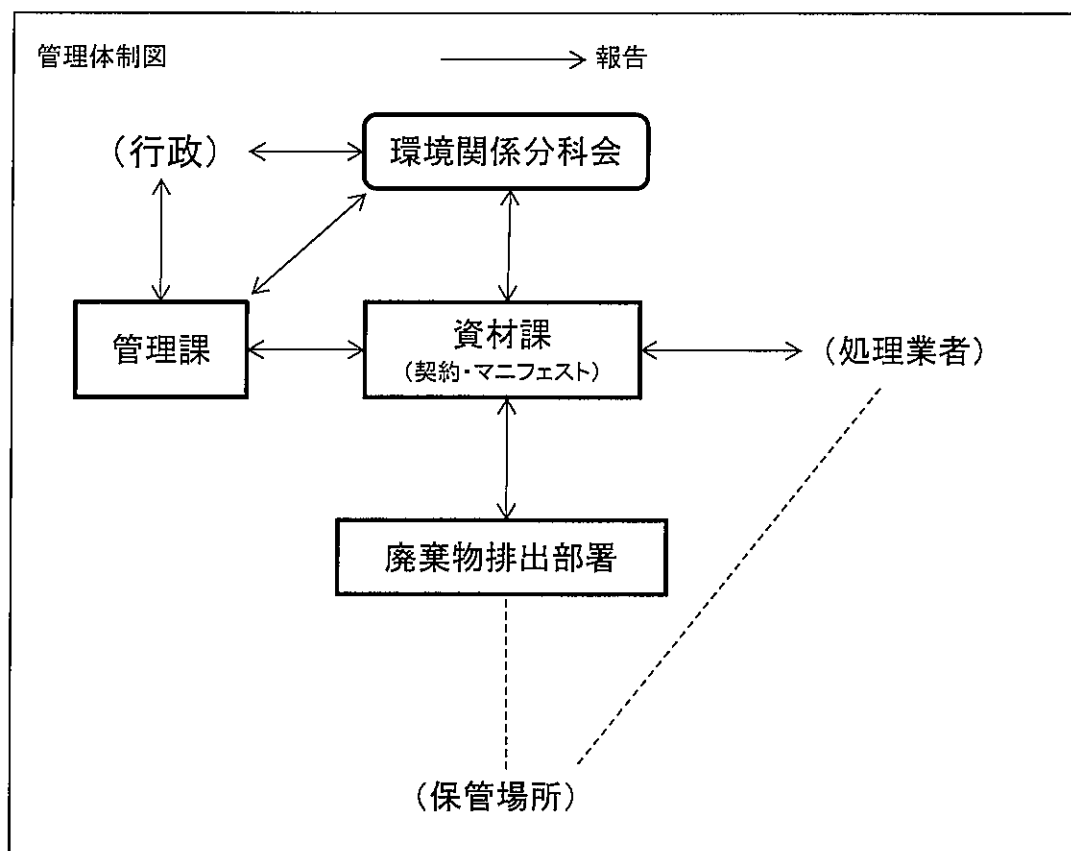 管理体制図
報告
(行政)
環境関係分科会
管理課
資材課
(契約・マニフェスト)
(処理業者)
廃棄物排出部署
(保管場所)